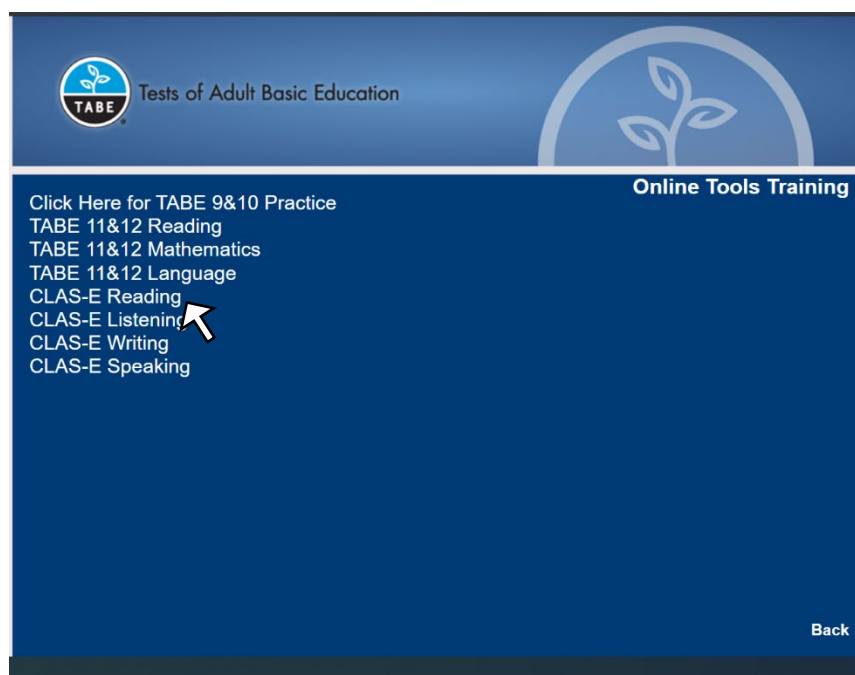 TABE
Tests of Adult Basic Education
Online Tools Training
Click Here for TABE 9&10 Practice
TABE 11&12 Reading
TABE 11&12 Mathematics
TABE 11&12 Language
CLAS-E Reading
CLAS-E Listening
CLAS-E Writing
CLAS-E Speaking
Back